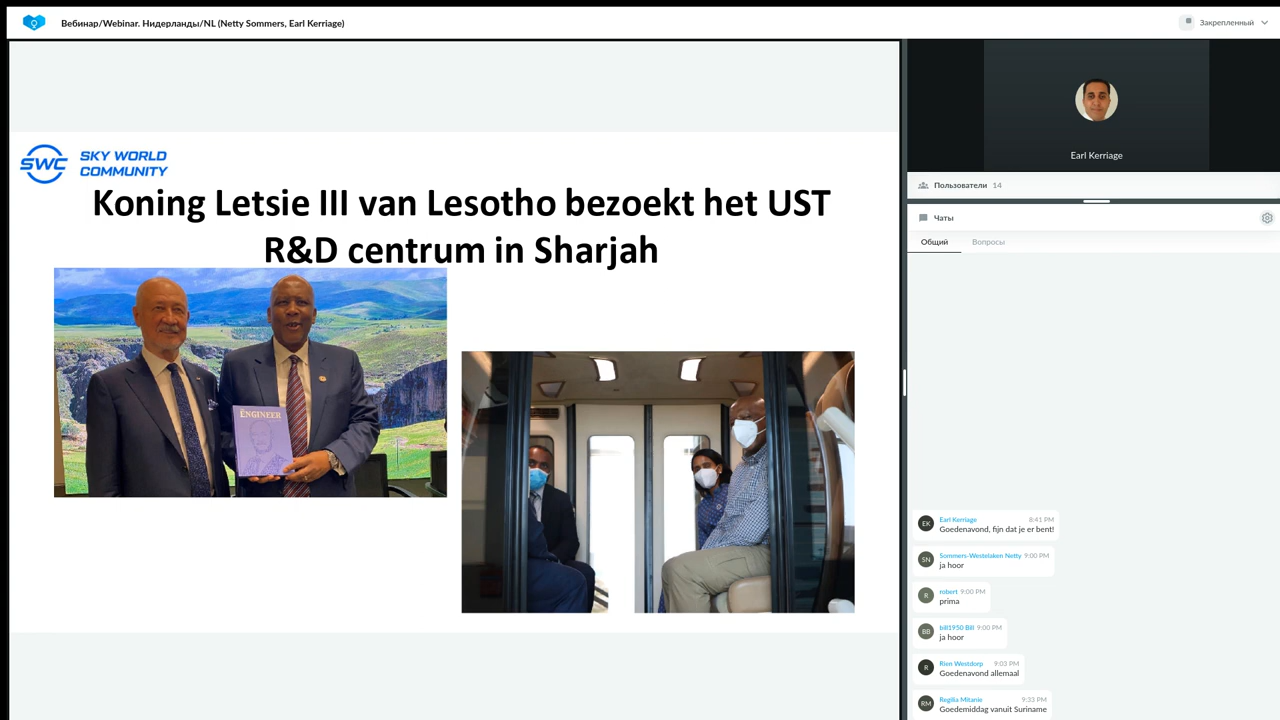 Вебинар/Webinar. Нидерланды/NL (Netty Sommers, Earl Kerriage)
Закрепленный
SWC
SKY WORLD
COMMUNITY
Koning Letsie III van Lesotho bezoekt het UST
R&D centrum in Sharjah
ENGINEER
Earl Kerriage
Пользователи 14
Чаты
Общий Вопросы
EK
Earl Kerriage 8:41 PM
Goedenavond, fijn dat je er bent!
SN
Sommers-Westelaken Netty 9:00 PM
ja hoor
R
robert 9:00 PM
prima
BB
bill1950 Bill 9:00 PM
ja hoor
R
Rien Westdorp 9:03 PM
Goedenavond allemaal
RM
Regilia Mitanie 9:33 PM
Goedemiddag vanuit Suriname